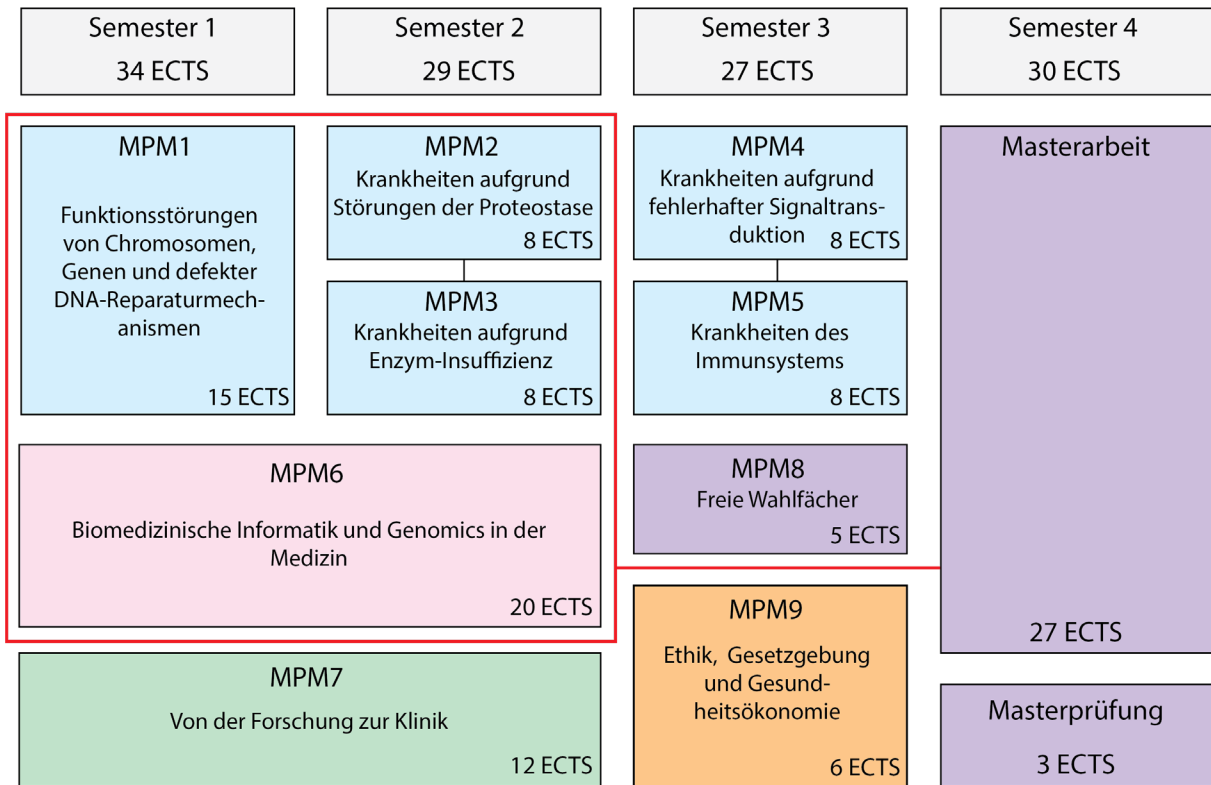 Semester 1
34 ECTS
Semester 2
29 ECTS
Semester 3
27 ECTS
Semester 4
30 ECTS
MPM1
Funktionsstörungen
von Chromosomen,
Genen und defekter
DNA-Reparaturmech-
anismen
15 ECTS
MPM2
Krankheiten aufgrund
Störungen der Proteostase
8 ECTS
MPM3
Krankheiten aufgrund
Enzym-Insuffizienz
8 ECTS
MPM4
Krankheiten aufgrund
fehlerhafter Signaltrans-
duktion 8 ECTS
MPM5
Krankheiten des
Immunsystems
8 ECTS
Masterarbeit
27 ECTS
MPM6
Biomedizinische Informatik und Genomics in der
Medizin
20 ECTS
MPM8
Freie Wahlfächer
5 ECTS
MPM7
Von der Forschung zur Klinik
12 ECTS
MPM9
Ethik, Gesetzgebung
und Gesund-
heitsökonomie
6 ECTS
Masterprüfung
3 ECTS